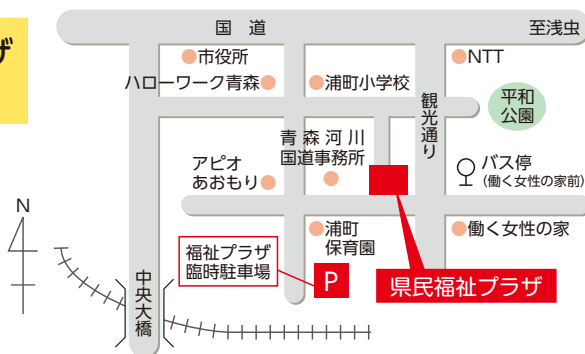 ザ
国道
至浅虫
市役所
NTT
ハローワーク青森
浦町小学校
観光通り
平和
公園
青森河川
国道事務所
アピオ
あおもり
バス停
(働く女性の家前)
N
浦町
保育園
働く女性の家
福祉プラザ
臨時駐車場
P
県民福祉プラザ
中央大橋